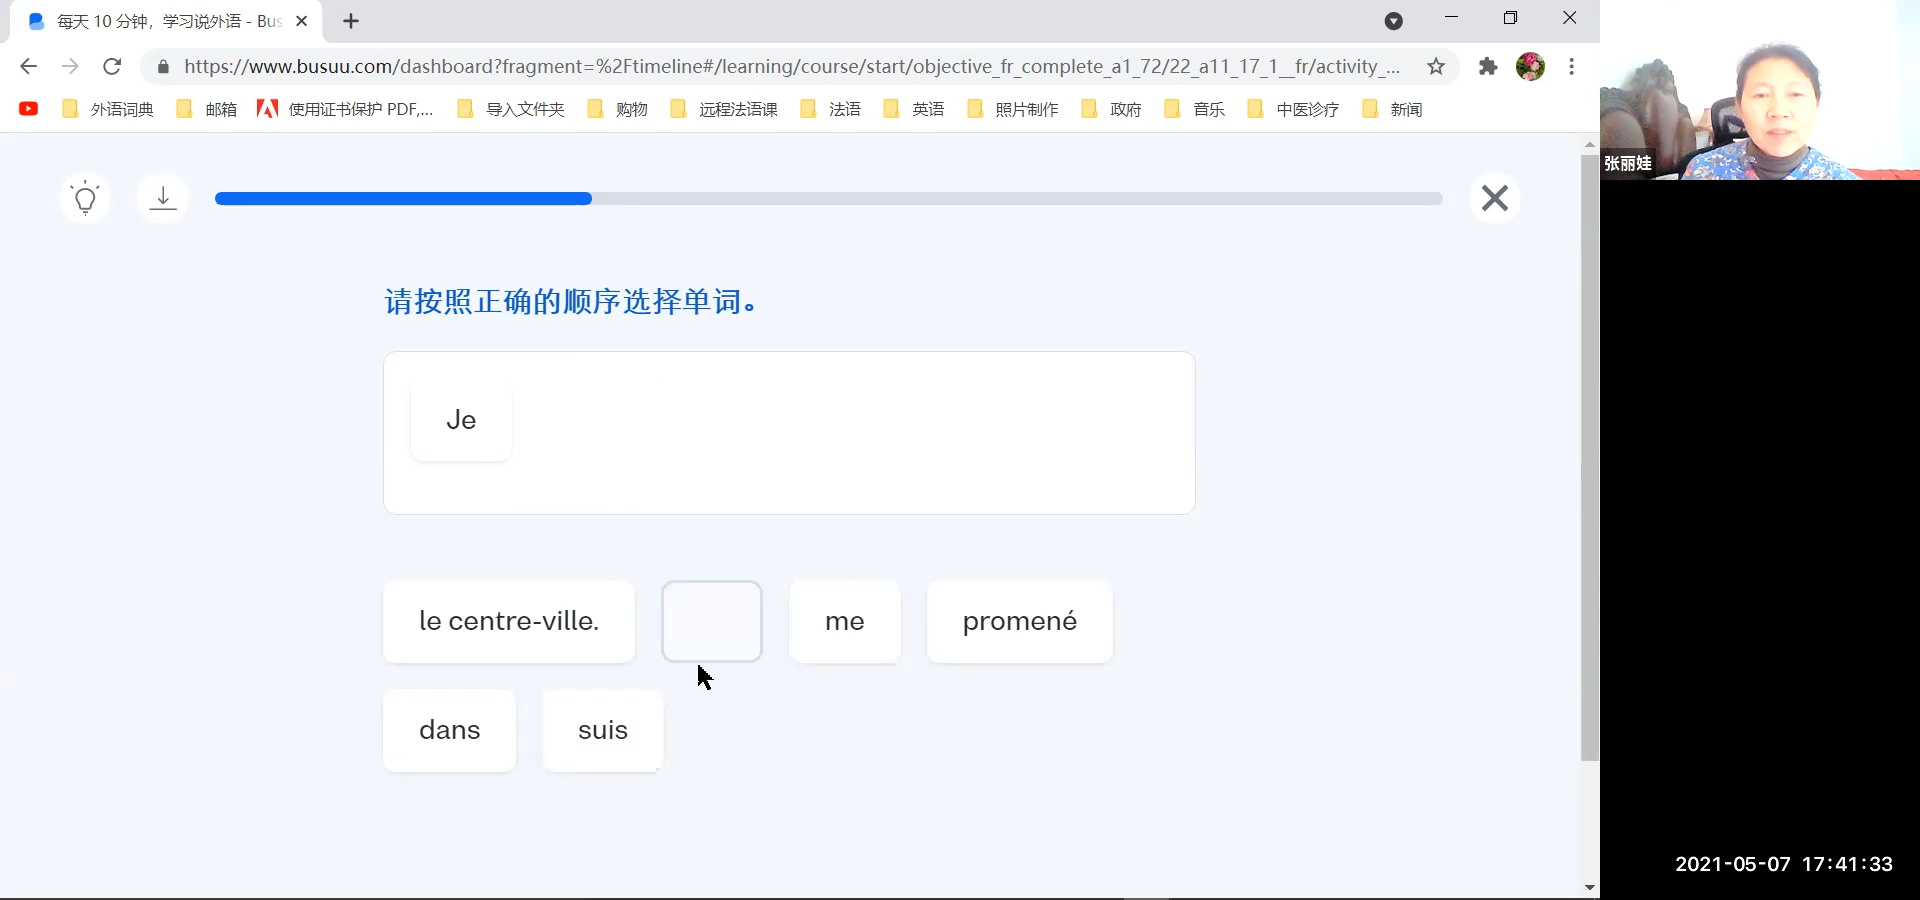 每天 10 分钟，学习说外语 - Bus
https://www.busuu.com/dashboard?fragment=%2Ftimeline#/learning/course/start/objective_fr_complete_a1_72/22_a11_17_1__fr/activity_...
外语词典 邮箱 使用证书保护 PDF,... 导入文件夹 购物 远程法语课 法语 英语 照片制作 政府 音乐 中医诊疗 新闻
张丽娃
请按照正确的顺序选择单词。
Je
le centre-ville. me promené
dans suis
2021-05-07 17:41:33